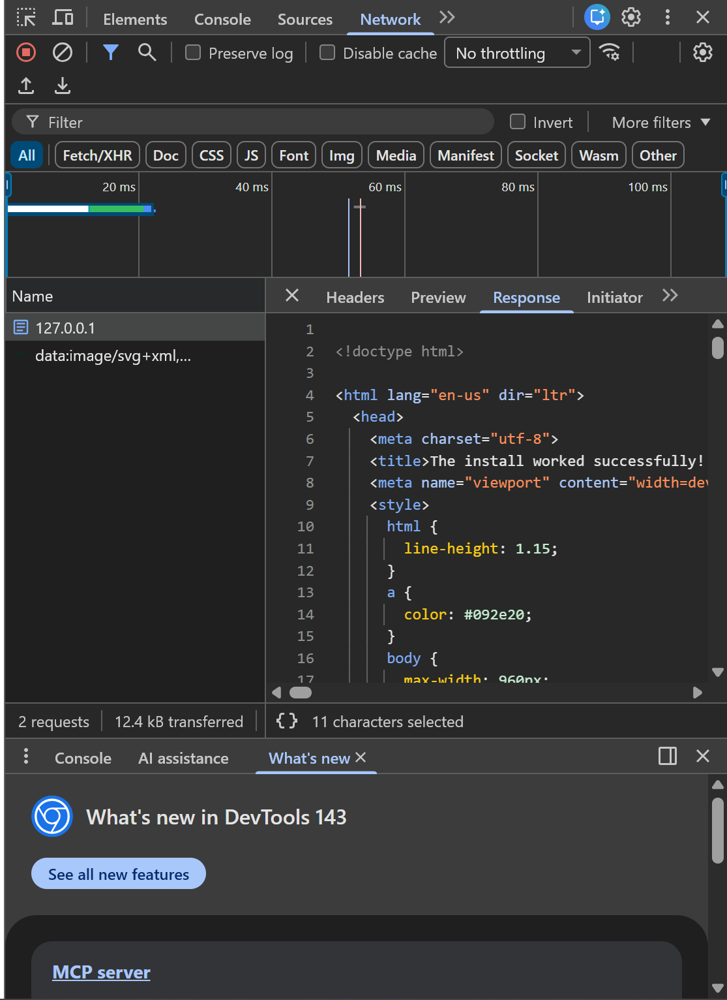 Elements Console Sources Network
Preserve log Disable cache No throttling
Filter Invert More filters
All Fetch/XHR Doc CSS JS Font Img Media Manifest Socket Wasm Other
20 ms 40 ms 60 ms 80 ms 100 ms
Name
127.0.0.1
data:image/svg+xml,...
Headers Preview Response Initiator
1
2 <!doctype html>
3
4 <html lang="en-us" dir="ltr">
5 <head>
6 <meta charset="utf-8">
7 <title>The install worked successfully!
8 <meta name="viewport" content="width=dev
9 <style>
10 html {
11 line-height: 1.15;
12 }
13 a {
14 color: #092e20;
15 }
16 body {
17 max-width: 960px;
2 requests 12.4 kB transferred
{ } 11 characters selected
Console AI assistance What's new
What's new in DevTools 143
See all new features
MCP server